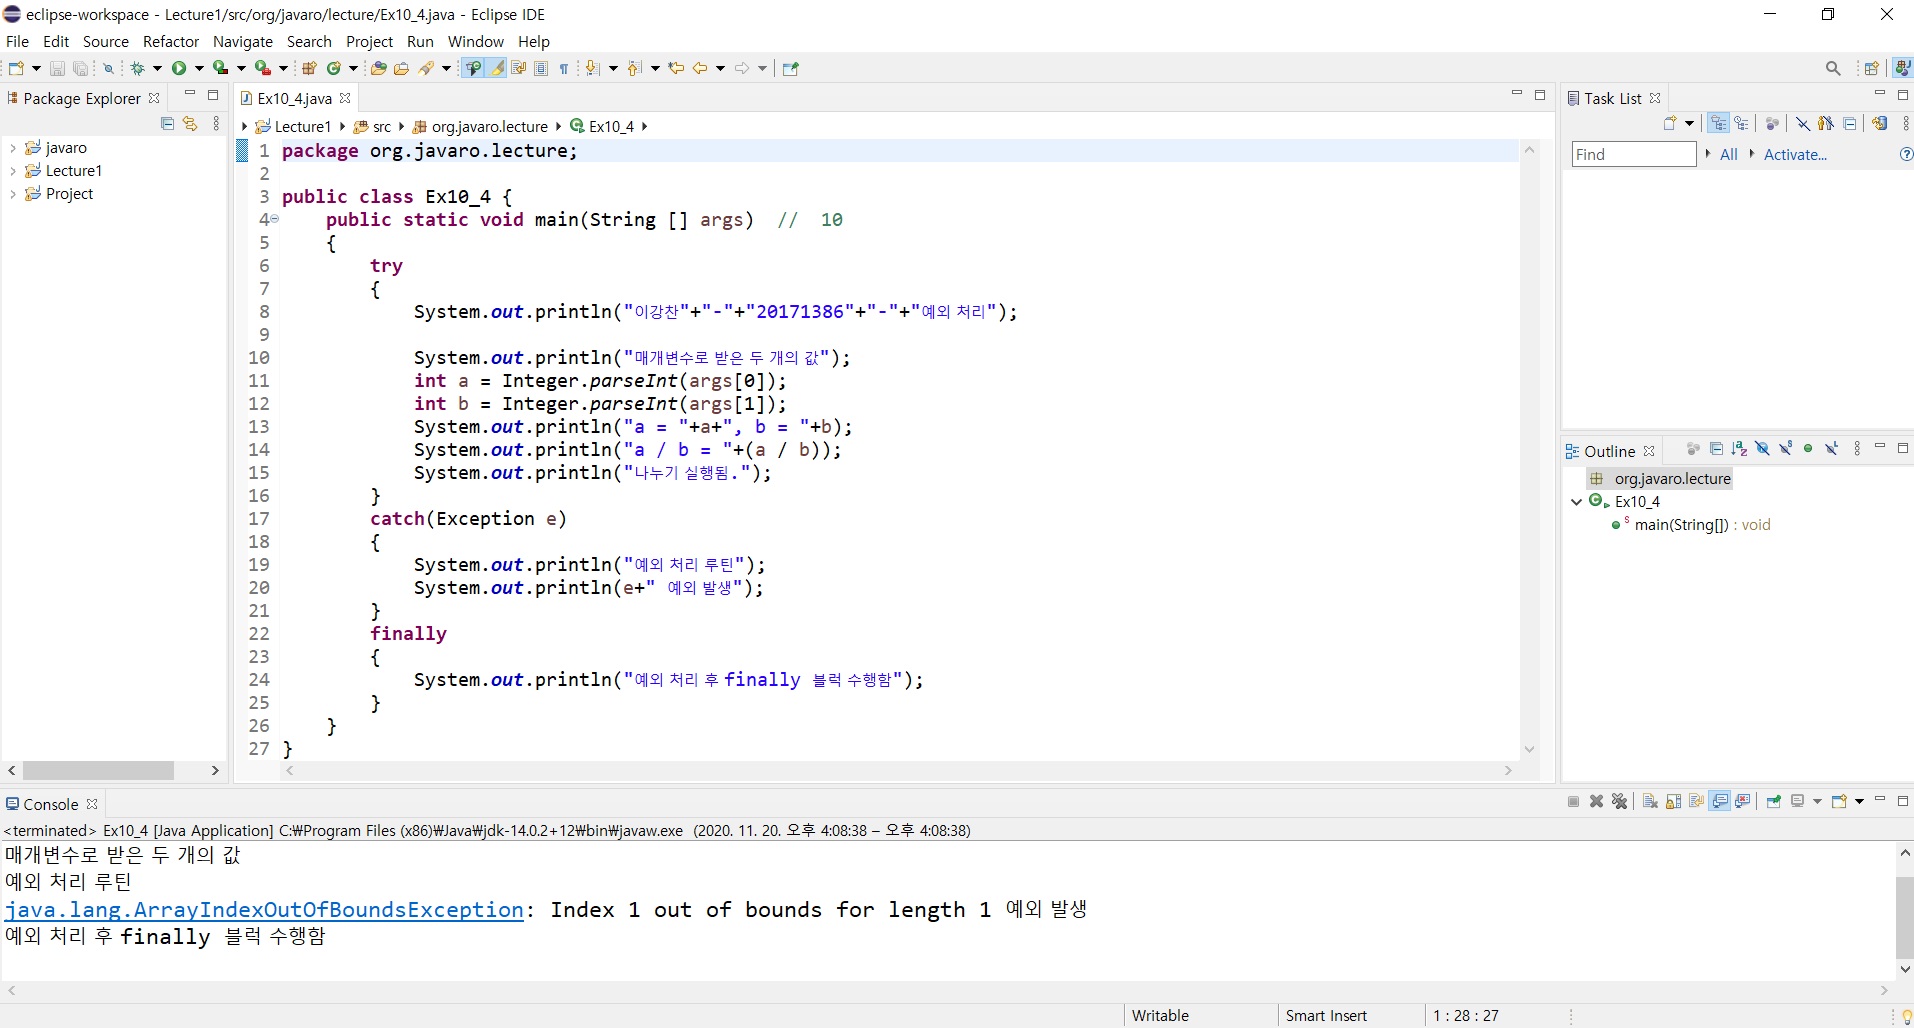 eclipse-workspace - Lecture1/src/org/javaro/lecture/Ex10_4.java - Eclipse IDE
File Edit Source Refactor Navigate Search Project Run Window Help
Package Explorer
javaro
Lecture1
Project
Ex10_4.java
Lecture1 src org.javaro.lecture Ex10_4
1 package org.javaro.lecture;
2
3 public class Ex10_4 {
4 public static void main(String [] args) // 10
5 {
6 try
7 {
8 System.out.println("이강찬"+"-"+"20171386"+"-"+"예외 처리");
9
10 System.out.println("매개변수로 받은 두 개의 값");
11 int a = Integer.parseInt(args[0]);
12 int b = Integer.parseInt(args[1]);
13 System.out.println("a = "+a+", b = "+b);
14 System.out.println("a / b = "+(a / b));
15 System.out.println("나누기 실행됨.");
16 }
17 catch(Exception e)
18 {
19 System.out.println("예외 처리 루틴");
20 System.out.println(e+" 예외 발생");
21 }
22 finally
23 {
24 System.out.println("예외 처리 후 finally 블럭 수행함");
25 }
26 }
27 }
Task List
Find All Activate...
Outline
org.javaro.lecture
Ex10_4
main(String[]) : void
Console
<terminated> Ex10_4 [Java Application] C:₩Program Files (x86)₩Java₩jdk-14.0.2+12₩bin₩javaw.exe (2020. 11. 20. 오후 4:08:38 – 오후 4:08:38)
매개변수로 받은 두 개의 값
예외 처리 루틴
java.lang.ArrayIndexOutOfBoundsException: Index 1 out of bounds for length 1 예외 발생
예외 처리 후 finally 블럭 수행함
Writable Smart Insert 1 : 28 : 27